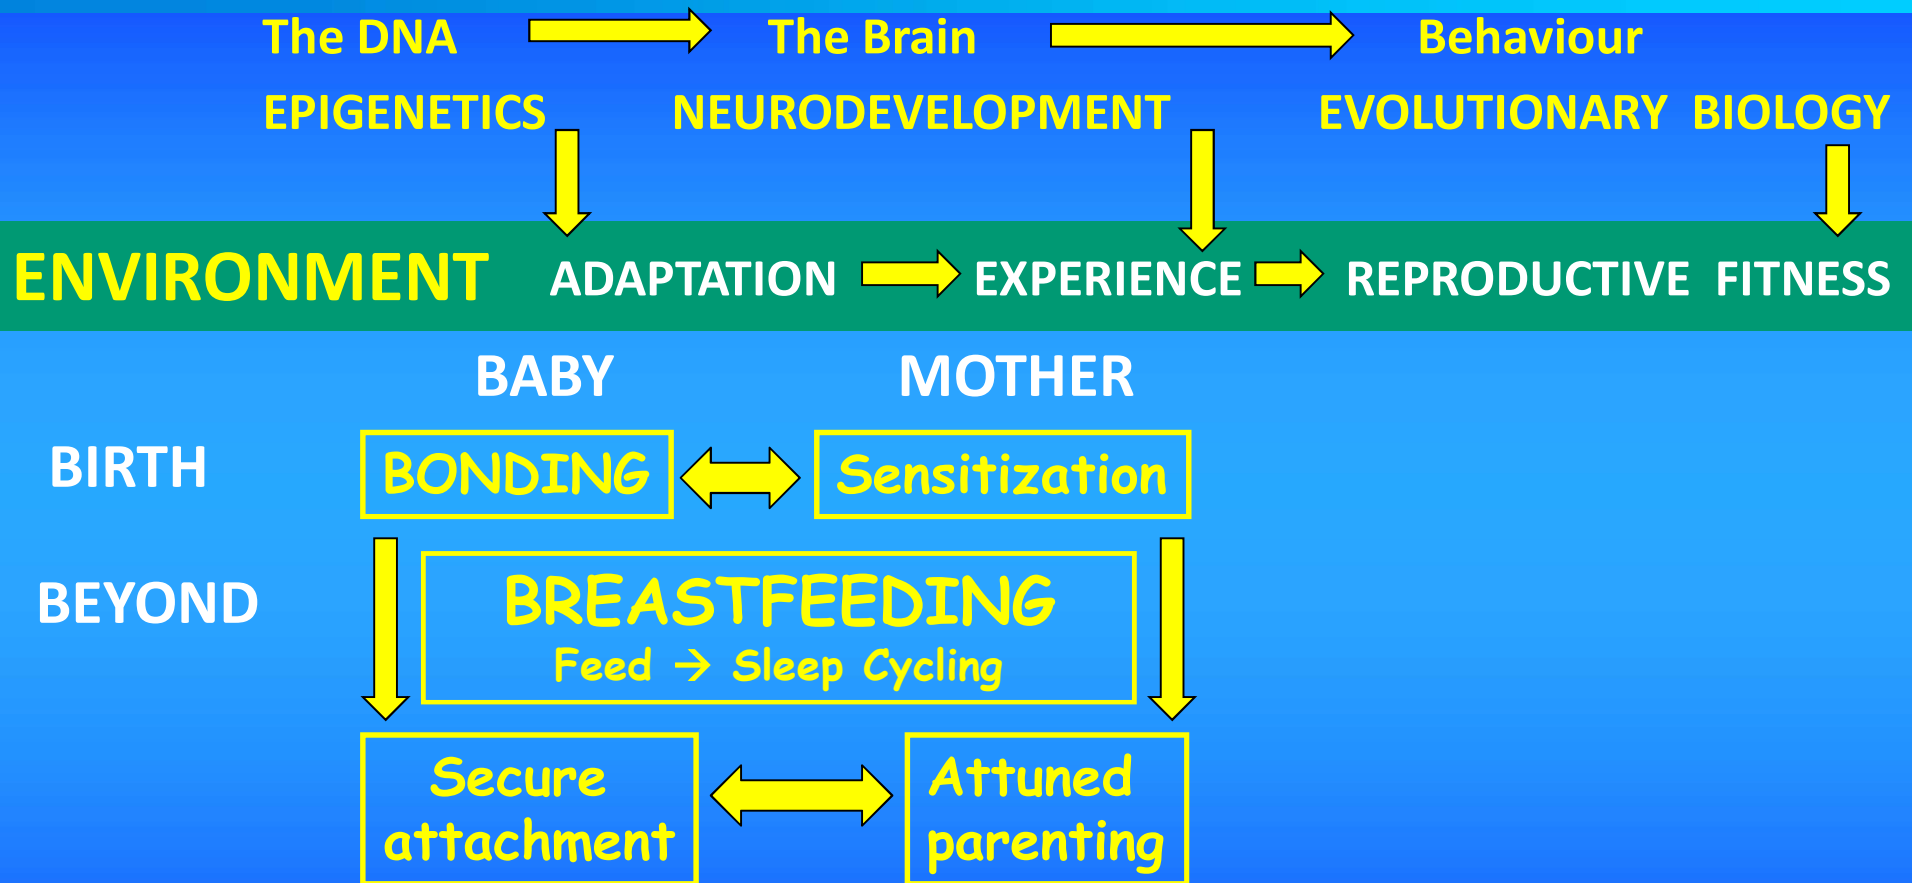 The DNA The Brain Behaviour
EPIGENETICS NEURODEVELOPMENT EVOLUTIONARY BIOLOGY
ENVIRONMENT ADAPTATION EXPERIENCE REPRODUCTIVE FITNESS
BABY MOTHER
BIRTH BONDING Sensitization
BEYOND BREASTFEEDING
Feed → Sleep Cycling
Secure Attuned
attachment parenting